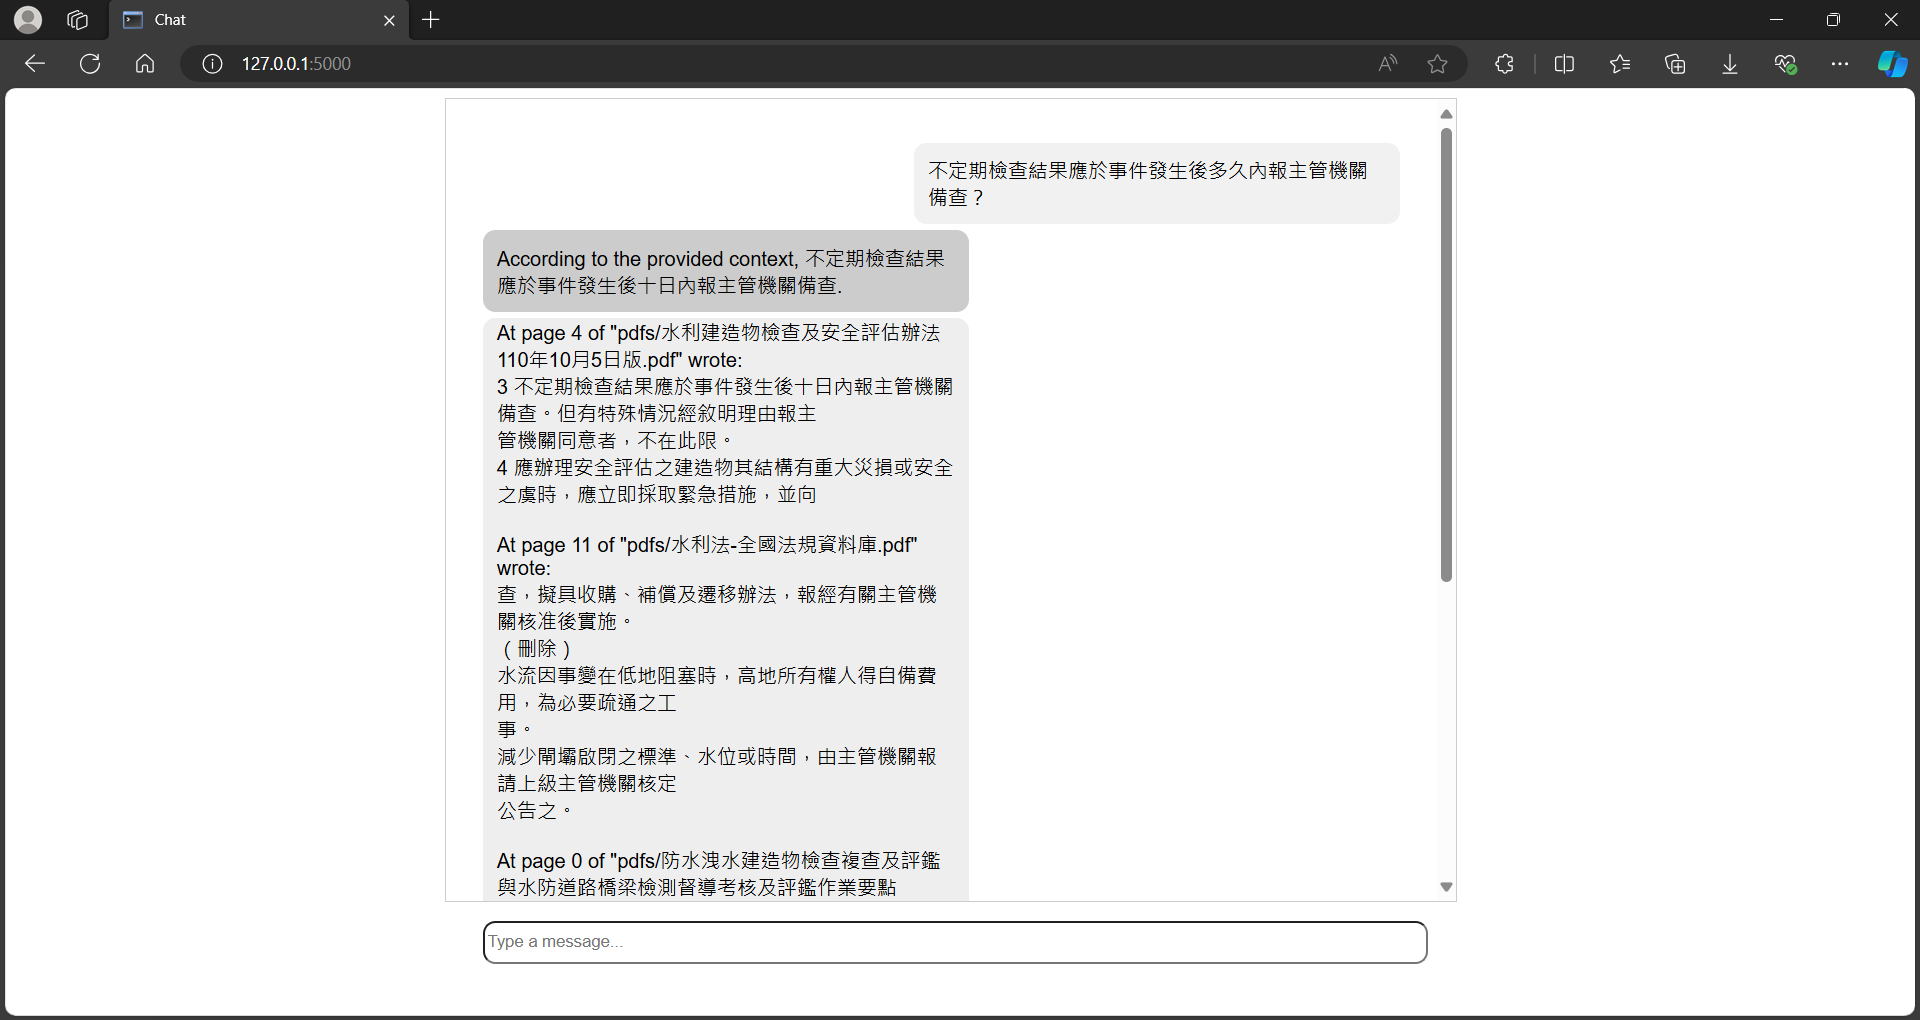 Chat
127.0.0.1:5000
不定期檢查結果應於事件發生後多久內報主管機關
備查？
According to the provided context, 不定期檢查結果
應於事件發生後十日內報主管機關備查.
At page 4 of "pdfs/水利建造物檢查及安全評估辦法
110年10月5日版.pdf" wrote:
3 不定期檢查結果應於事件發生後十日內報主管機關
備查。但有特殊情況經敘明理由報主
管機關同意者，不在此限。
4 應辦理安全評估之建造物其結構有重大災損或安全
之虞時，應立即採取緊急措施，並向
At page 11 of "pdfs/水利法-全國法規資料庫.pdf"
wrote:
查，擬具收購、補償及遷移辦法，報經有關主管機
關核准後實施。
（刪除）
水流因事變在低地阻塞時，高地所有權人得自備費
用，為必要疏通之工
事。
減少閘壩啟閉之標準、水位或時間，由主管機關報
請上級主管機關核定
公告之。
At page 0 of "pdfs/防水洩水建造物檢查複查及評鑑
與水防道路橋梁檢測督導考核及評鑑作業要點
Type a message...